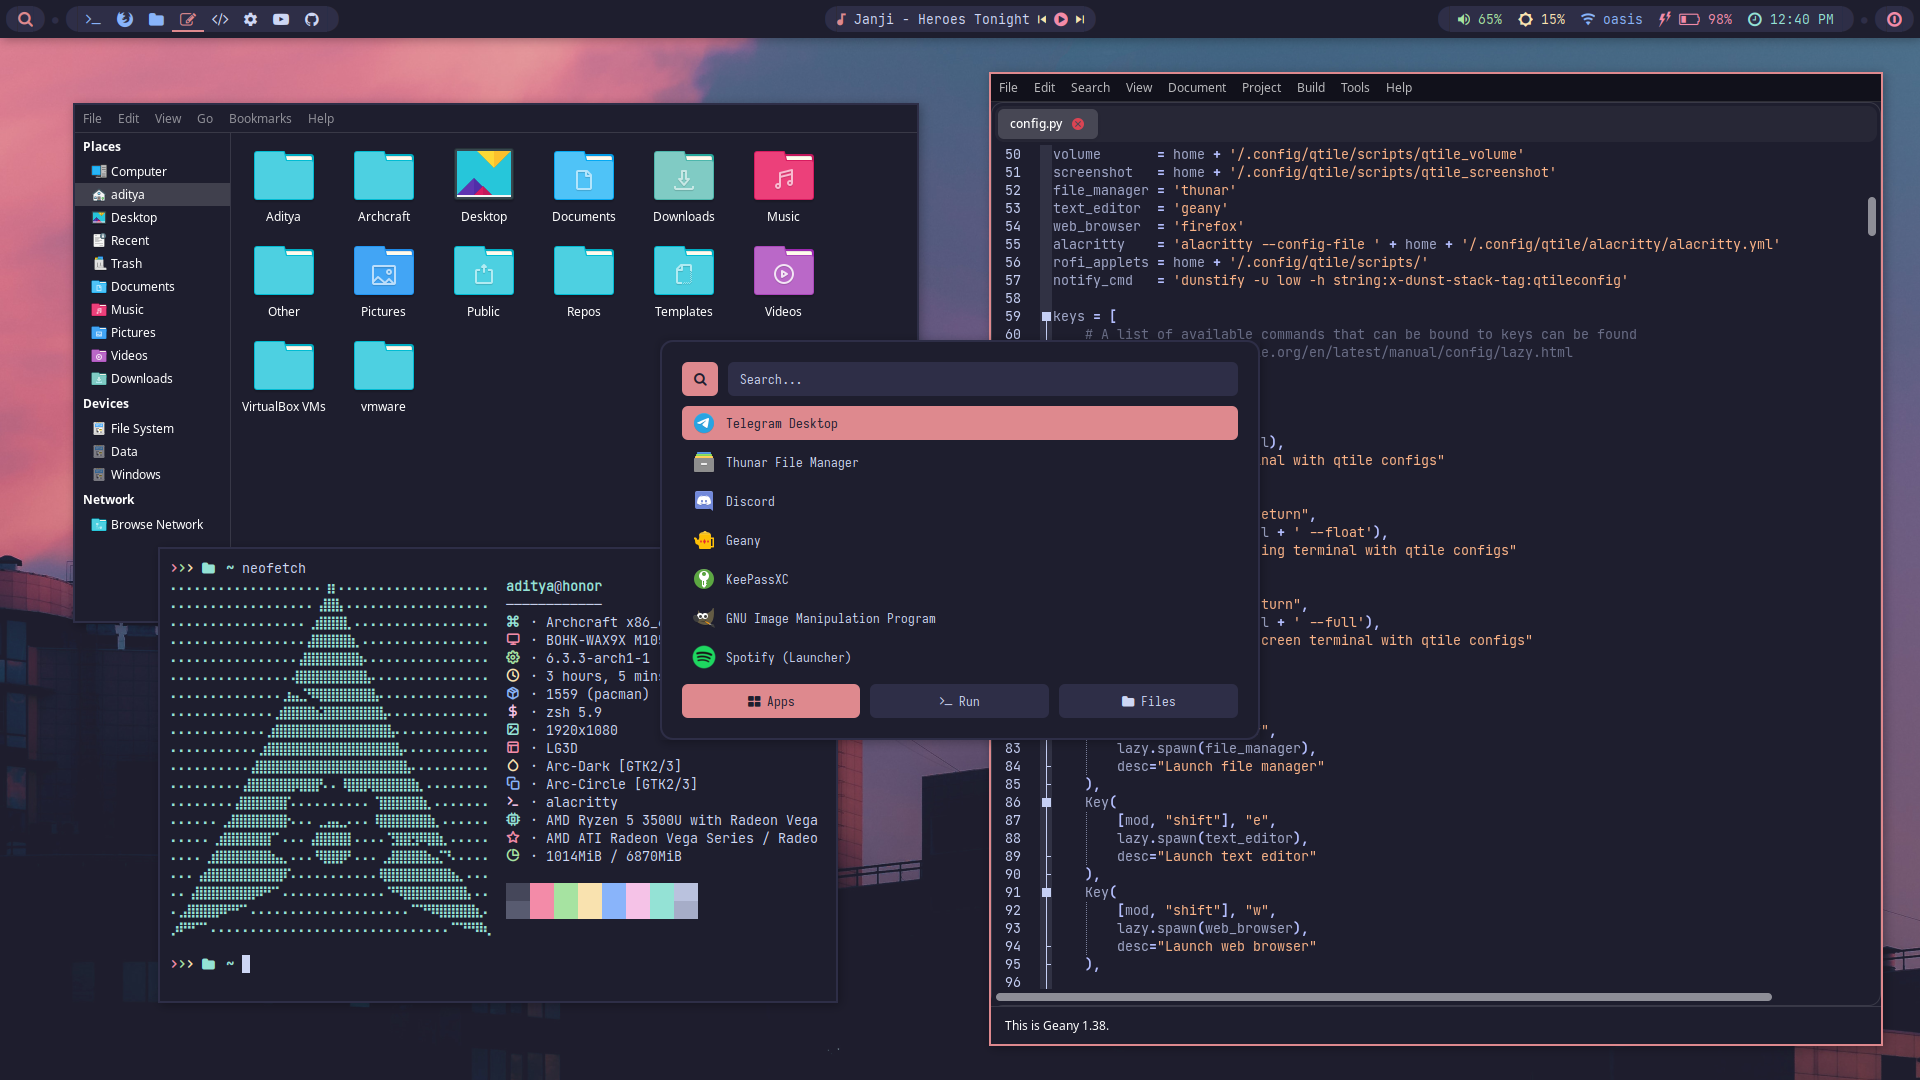 Janji - Heroes Tonight
65%
15%
oasis
98%
12:40 PM
File Edit View Go Bookmarks Help
Places
Computer
aditya
Desktop
Recent
Trash
Documents
Music
Pictures
Videos
Downloads
Devices
File System
Data
Windows
Network
Browse Network
Aditya Archcraft Desktop Documents Downloads Music
Other Pictures Public Repos Templates Videos
VirtualBox VMs vmware
>>> ~ neofetch
aditya@honor
· Archcraft x86_
· BOHK-WAX9X M105
· 6.3.3-arch1-1
· 3 hours, 5 mins
· 1559 (pacman)
· zsh 5.9
· 1920x1080
· LG3D
· Arc-Dark [GTK2/3]
· Arc-Circle [GTK2/3]
· alacritty
· AMD Ryzen 5 3500U with Radeon Vega
· AMD ATI Radeon Vega Series / Radeo
· 1014MiB / 6870MiB
>>> ~
Search...
Telegram Desktop
Thunar File Manager
Discord
Geany
KeePassXC
GNU Image Manipulation Program
Spotify (Launcher)
Apps
>_ Run
Files
File Edit Search View Document Project Build Tools Help
config.py
50 volume = home + '/.config/qtile/scripts/qtile_volume'
51 screenshot = home + '/.config/qtile/scripts/qtile_screenshot'
52 file_manager = 'thunar'
53 text_editor = 'geany'
54 web_browser = 'firefox'
55 alacritty = 'alacritty --config-file ' + home + '/.config/qtile/alacritty/alacritty.yml'
56 rofi_applets = home + '/.config/qtile/scripts/'
57 notify_cmd = 'dunstify -u low -h string:x-dunst-stack-tag:qtileconfig'
58
59 keys = [
60 # A list of available commands that can be bound to keys can be found
e.org/en/latest/manual/config/lazy.html
l),
nal with qtile configs"
eturn",
l + ' --float'),
ing terminal with qtile configs"
turn",
l + ' --full'),
creen terminal with qtile configs"
",
83 lazy.spawn(file_manager),
84 desc="Launch file manager"
85 ),
86 Key(
87 [mod, "shift"], "e",
88 lazy.spawn(text_editor),
89 desc="Launch text editor"
90 ),
91 Key(
92 [mod, "shift"], "w",
93 lazy.spawn(web_browser),
94 desc="Launch web browser"
95 ),
96
This is Geany 1.38.